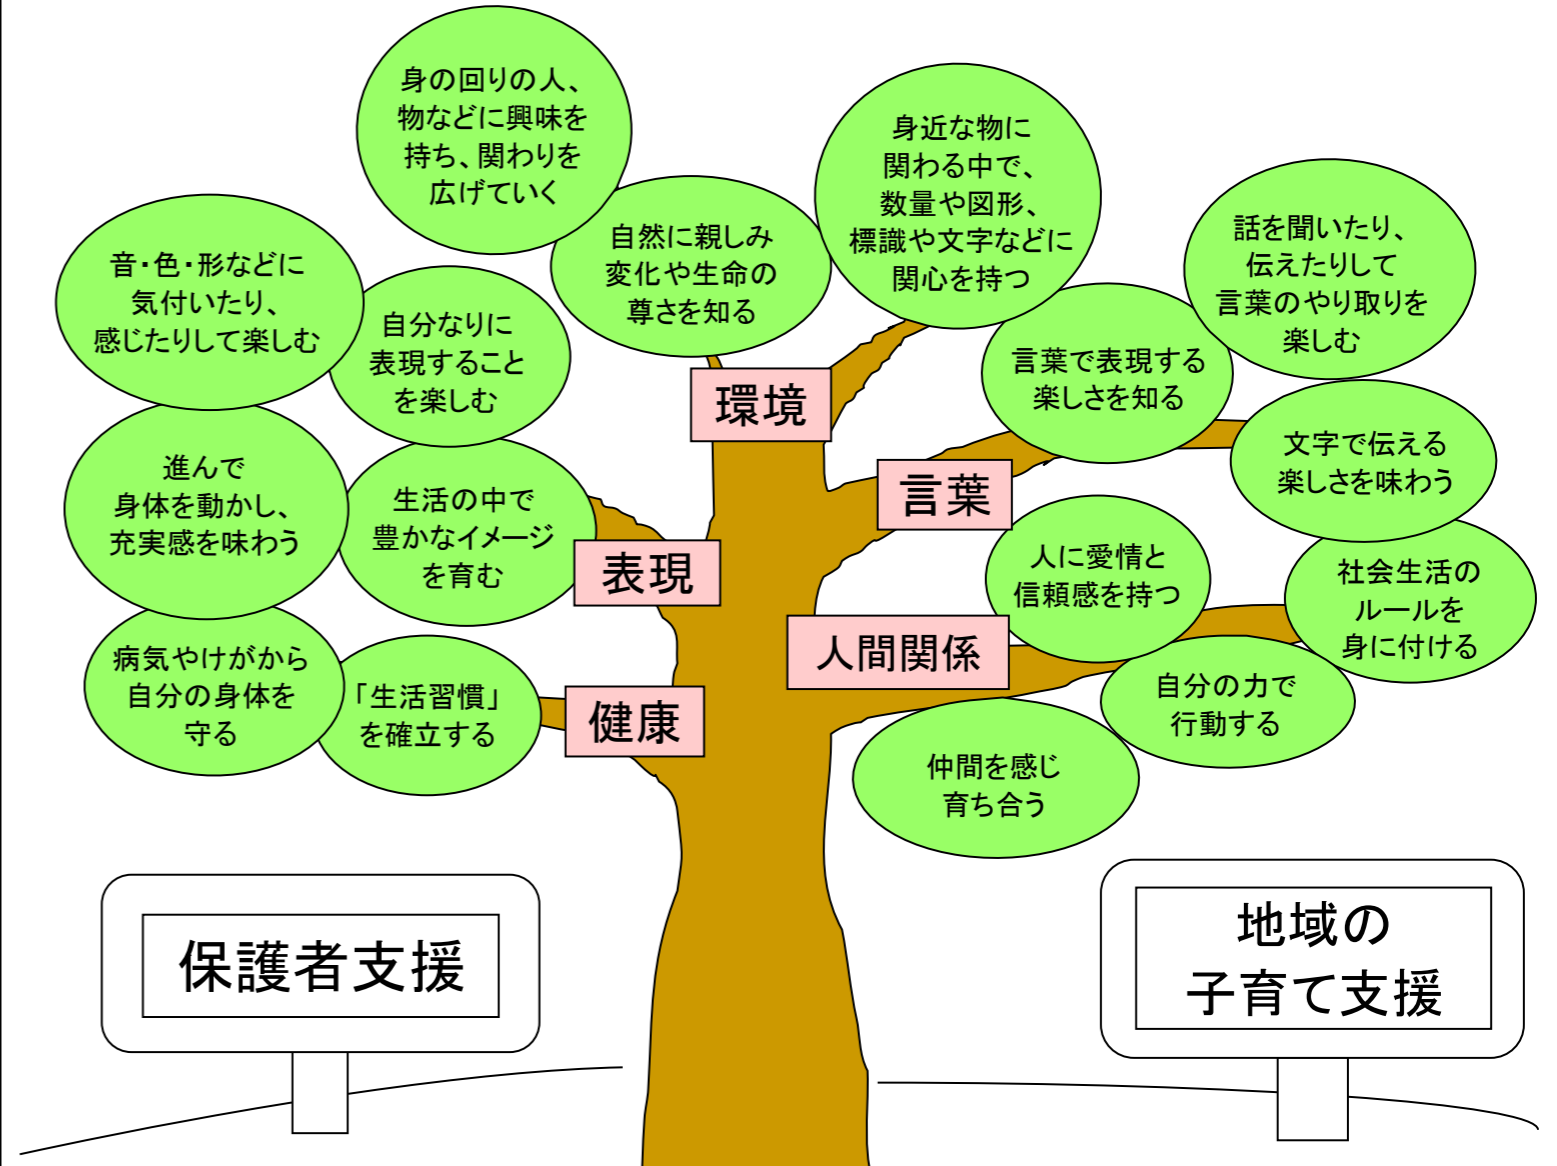 身の回りの人、
物などに興味を
持ち、関わりを
広げていく
自然に親しみ
変化や生命の
尊さを知る
身近な物に
関わる中で、
数量や図形、
標識や文字などに
関心を持つ
環境
話を聞いたり、
伝えたりして
言葉のやり取りを
楽しむ
言葉で表現する
楽しさを知る
文字で伝える
楽しさを味わう
言葉
音・色・形などに
気付いたり、
感じたりして楽しむ
自分なりに
表現すること
を楽しむ
生活の中で
豊かなイメージ
を育む
表現
進んで
身体を動かし、
充実感を味わう
病気やけがから
自分の身体を
守る
「生活習慣」
を確立する
健康
人に愛情と
信頼感を持つ
社会生活の
ルールを
身に付ける
自分の力で
行動する
仲間を感じ
育ち合う
人間関係
保護者支援
地域の
子育て支援